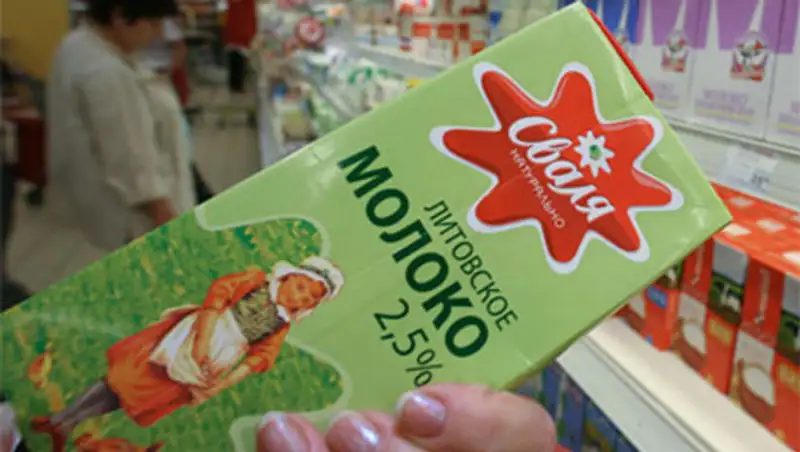 Сваля
НАТУРАЛЬНО
ЛИТОВСКОЕ
МОЛОКО
2,5%